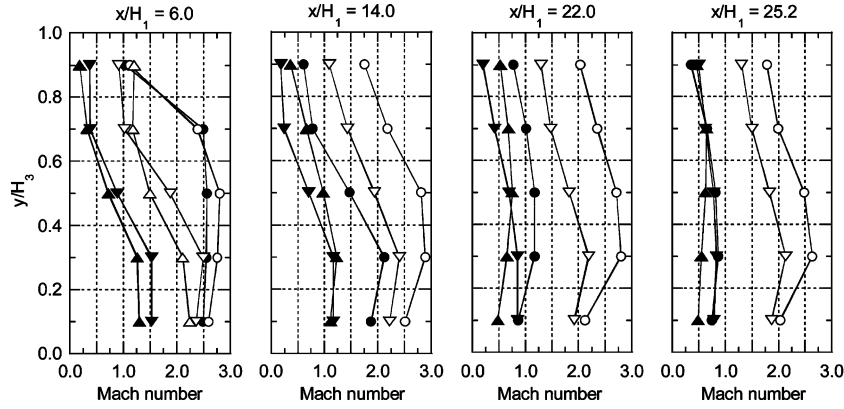 x/H1 = 6.0
x/H1 = 14.0
x/H1 = 22.0
x/H1 = 25.2
1.0
0.8
0.6
0.4
0.2
0.0
y/H3
0.0 1.0 2.0 3.0
0.0 1.0 2.0 3.0
0.0 1.0 2.0 3.0
0.0 1.0 2.0 3.0
Mach number
Mach number
Mach number
Mach number